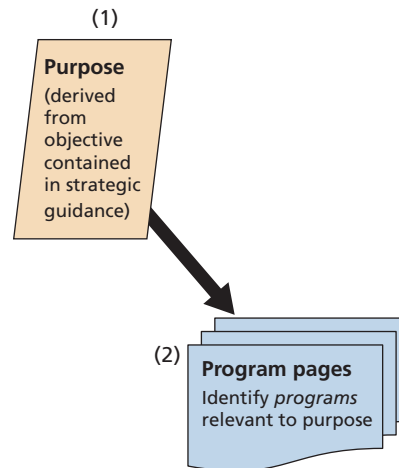 (1)
Purpose
(derived
from
objective
contained
in strategic
guidance)
(2)
Program pages
Identify programs
relevant to purpose